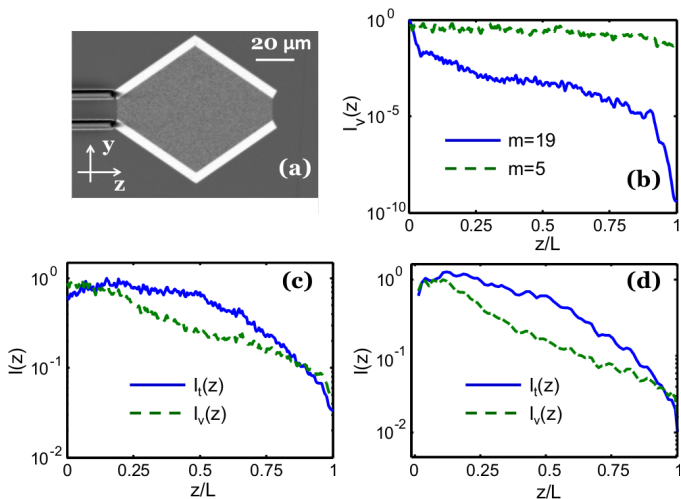 20 µm
y
z
(a)
10^0
10^-5
10^-10
I_v(z)
m=19
m=5
(b)
0
0.25
0.5
0.75
1
z/L
10^0
10^-1
10^-2
I(z)
(c)
I_t(z)
I_v(z)
0
0.25
0.5
0.75
1
z/L
10^0
10^-1
10^-2
I(z)
(d)
I_t(z)
I_v(z)
0
0.25
0.5
0.75
1
z/L